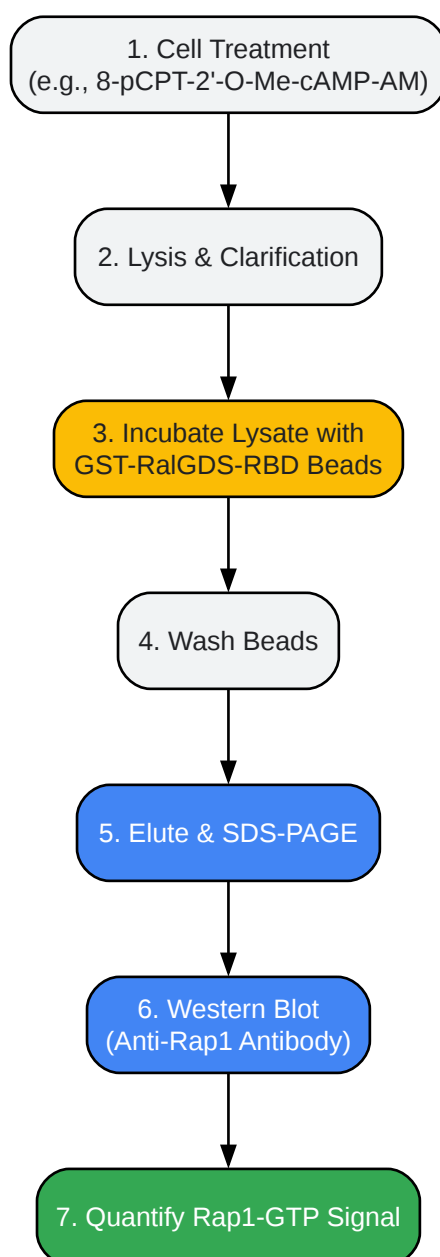 1. Cell Treatment
(e.g., 8-pCPT-2'-O-Me-cAMP-AM)
2. Lysis & Clarification
3. Incubate Lysate with
GST-RalGDS-RBD Beads
4. Wash Beads
5. Elute & SDS-PAGE
6. Western Blot
(Anti-Rap1 Antibody)
7. Quantify Rap1-GTP Signal